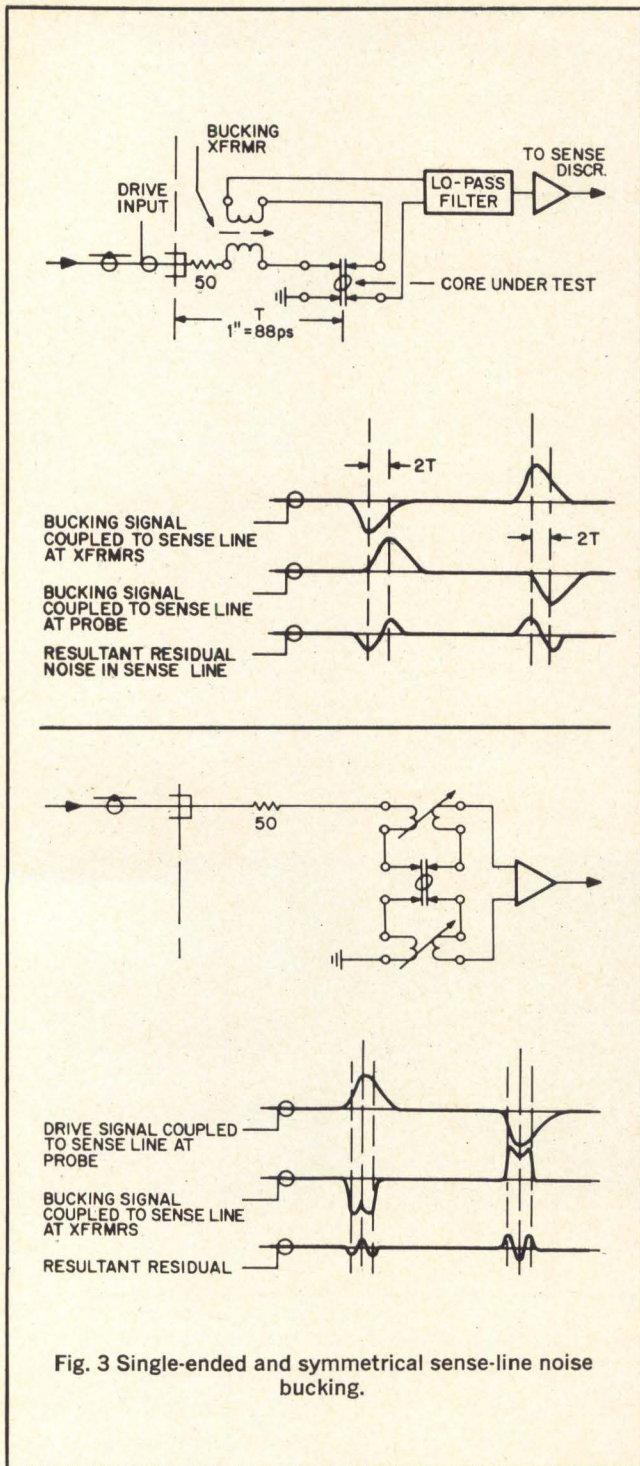 BUCKING
XFRMR
DRIVE
INPUT
50
LO-PASS
FILTER
TO SENSE
DISCR.
CORE UNDER TEST
T
1"=88ps
2T
2T
BUCKING SIGNAL
COUPLED TO SENSE LINE
AT XFRMRS
BUCKING SIGNAL
COUPLED TO SENSE LINE
AT PROBE
RESULTANT RESIDUAL
NOISE IN SENSE LINE
50
DRIVE SIGNAL COUPLED
TO SENSE LINE AT
PROBE
BUCKING SIGNAL
COUPLED TO SENSE LINE
AT XFRMRS
RESULTANT RESIDUAL
Fig. 3 Single-ended and symmetrical sense-line noise
bucking.